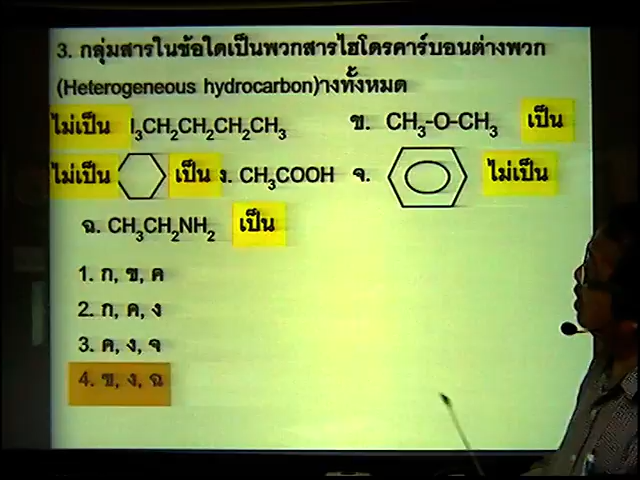 3. กลุ่มสารในข้อใดเป็นพวกสารไฮโดรคาร์บอนต่างพวก
(Heterogeneous hydrocarbon)างทั้งหมด
ไม่เป็น CH2CH2CH2CH3 ข. CH3-O-CH3 เป็น
ไม่เป็น เป็น ง. CH3COOH จ. ไม่เป็น
ฉ. CH3CH2NH2 เป็น
1. ก, ข, ค
2. ก, ค, ง
3. ค, ง, จ
4. ข, ง, ฉ